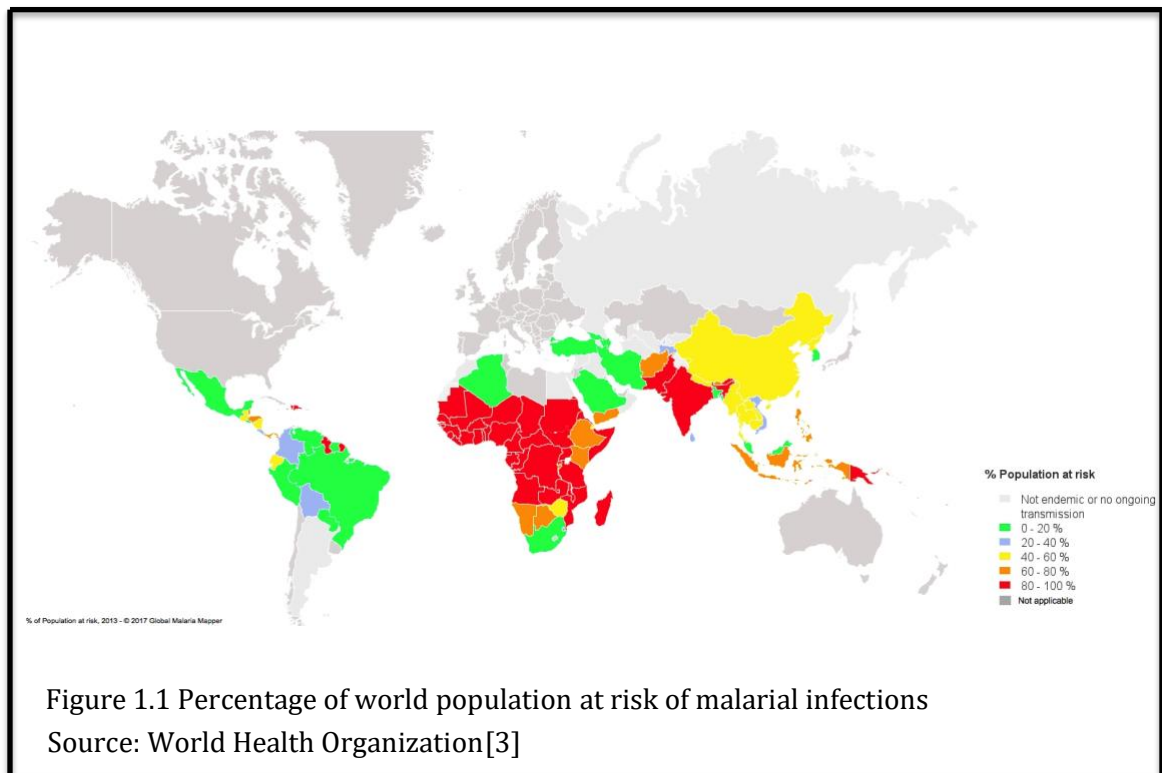 % Population at risk
Not endemic or no ongoing
transmission
0 - 20 %
20 - 40 %
40 - 60 %
60 - 80 %
80 - 100 %
Not applicable
% of Population at risk, 2013 - © 2017 Global Malaria Mapper
Figure 1.1 Percentage of world population at risk of malarial infections
Source: World Health Organization[3]